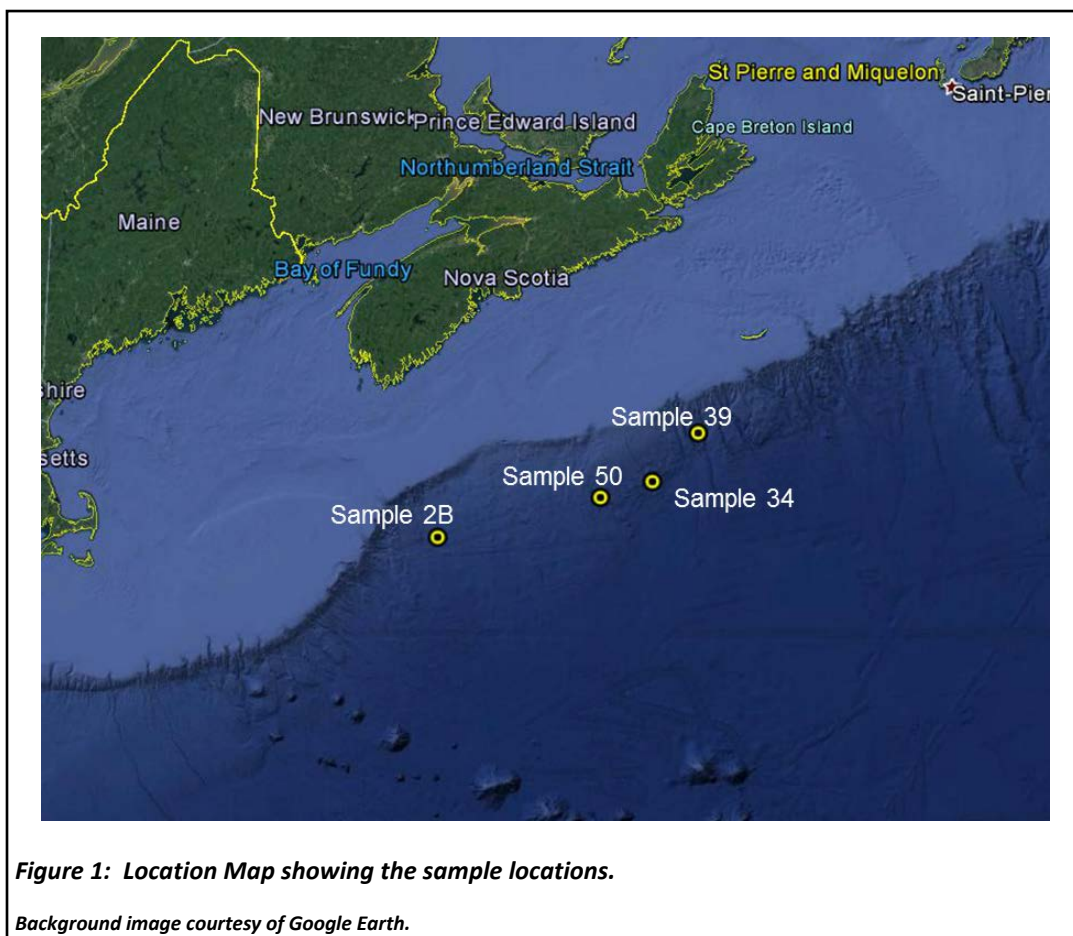 St Pierre and Miquelon
Saint-Pier
New Brunswick
Prince Edward Island
Cape Breton Island
Northumberland Strait
Maine
Bay of Fundy
Nova Scotia
shire
Sample 39
setts
Sample 50
Sample 34
Sample 2B
Figure 1: Location Map showing the sample locations.
Background image courtesy of Google Earth.